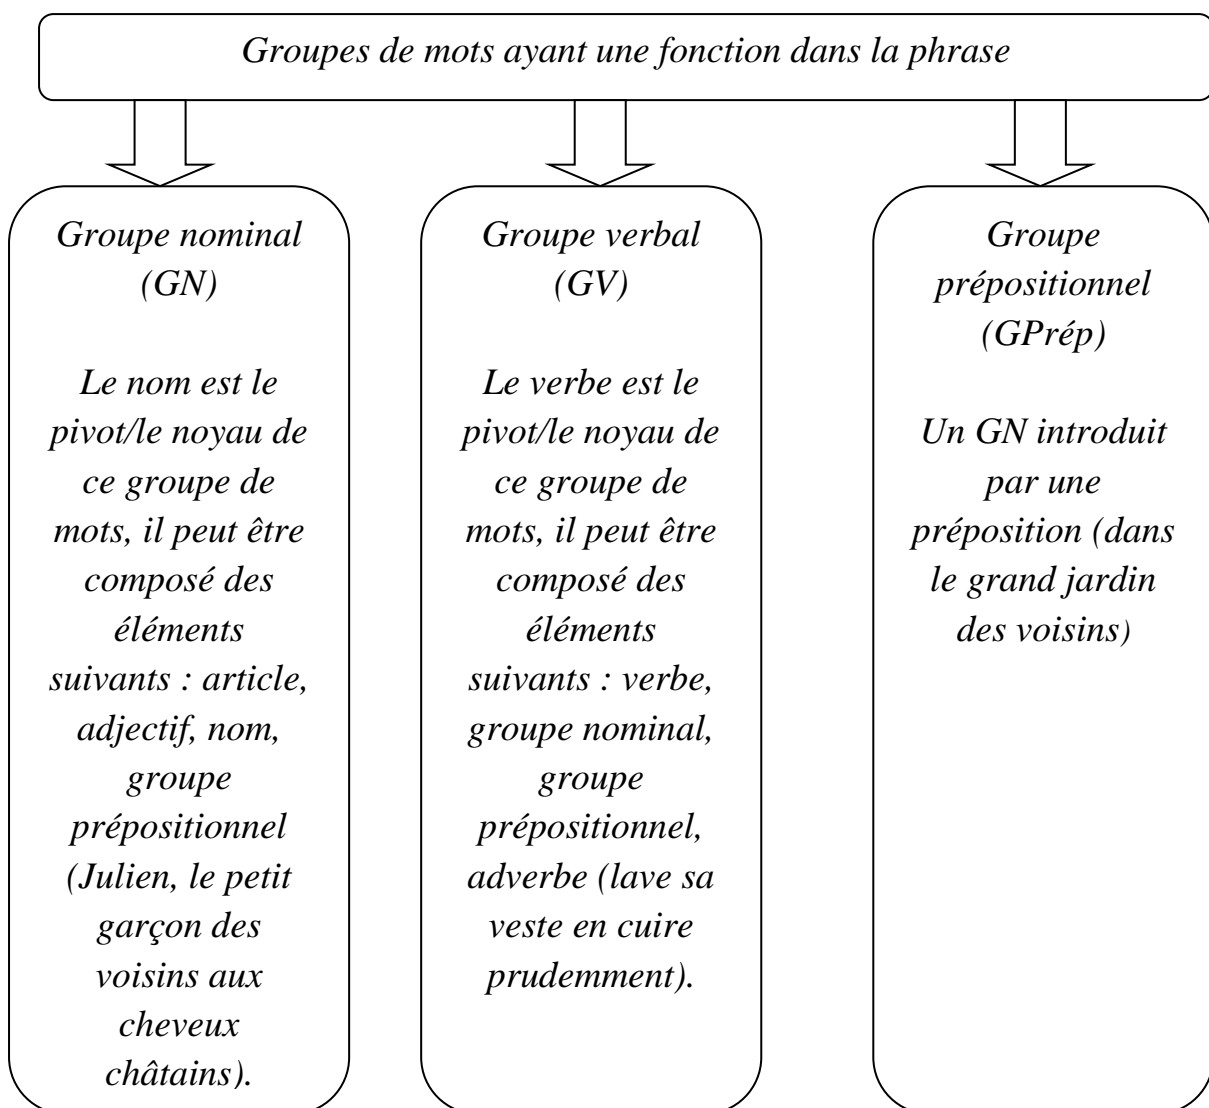 Groupes de mots ayant une fonction dans la phrase
Groupe nominal
(GN)
Le nom est le
pivot/le noyau de
ce groupe de
mots, il peut être
composé des
éléments
suivants : article,
adjectif, nom,
groupe
prépositionnel
(Julien, le petit
garçon des
voisins aux
cheveux
châtains).
Groupe verbal
(GV)
Le verbe est le
pivot/le noyau de
ce groupe de
mots, il peut être
composé des
éléments
suivants : verbe,
groupe nominal,
groupe
prépositionnel,
adverbe (lave sa
veste en cuire
prudemment).
Groupe
prépositionnel
(GPrép)
Un GN introduit
par une
préposition (dans
le grand jardin
des voisins)